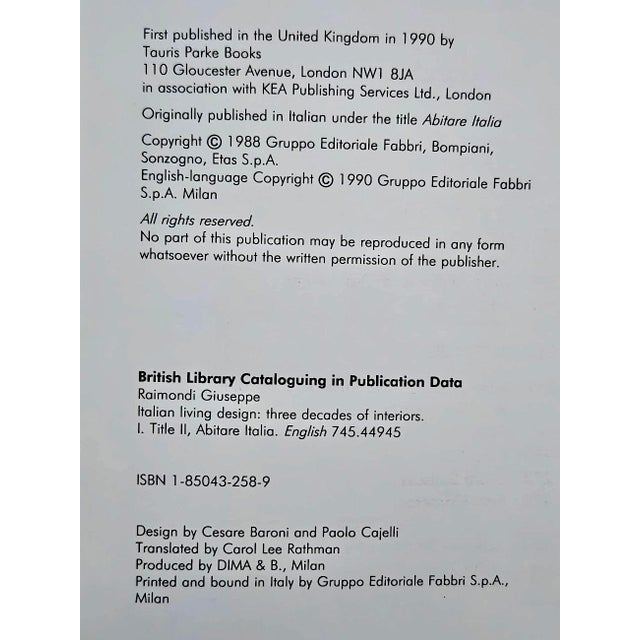 First published in the United Kingdom in 1990 by
Tauris Parke Books
110 Gloucester Avenue, London NW1 8JA
in association with KEA Publishing Services Ltd., London
Originally published in Italian under the title Abitare Italia
Copyright © 1988 Gruppo Editoriale Fabbri, Bompiani,
Sonzogno, Etas S.p.A.
English-language Copyright © 1990 Gruppo Editoriale Fabbri
S.p.A. Milan
All rights reserved.
No part of this publication may be reproduced in any form
whatsoever without the written permission of the publisher.
British Library Cataloguing in Publication Data
Raimondi Giuseppe
Italian living design: three decades of interiors.
I. Title II, Abitare Italia. English 745.44945
ISBN 1-85043-258-9
Design by Cesare Baroni and Paolo Cajelli
Translated by Carol Lee Rathman
Produced by DIMA & B., Milan
Printed and bound in Italy by Gruppo Editoriale Fabbri S.p.A.,
Milan